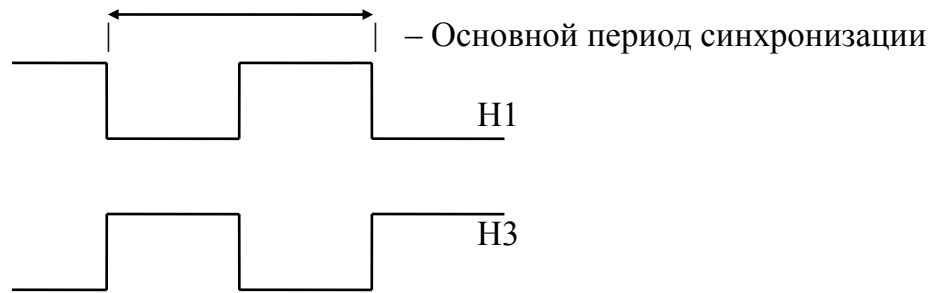 – Основной период синхронизации
H1
H3